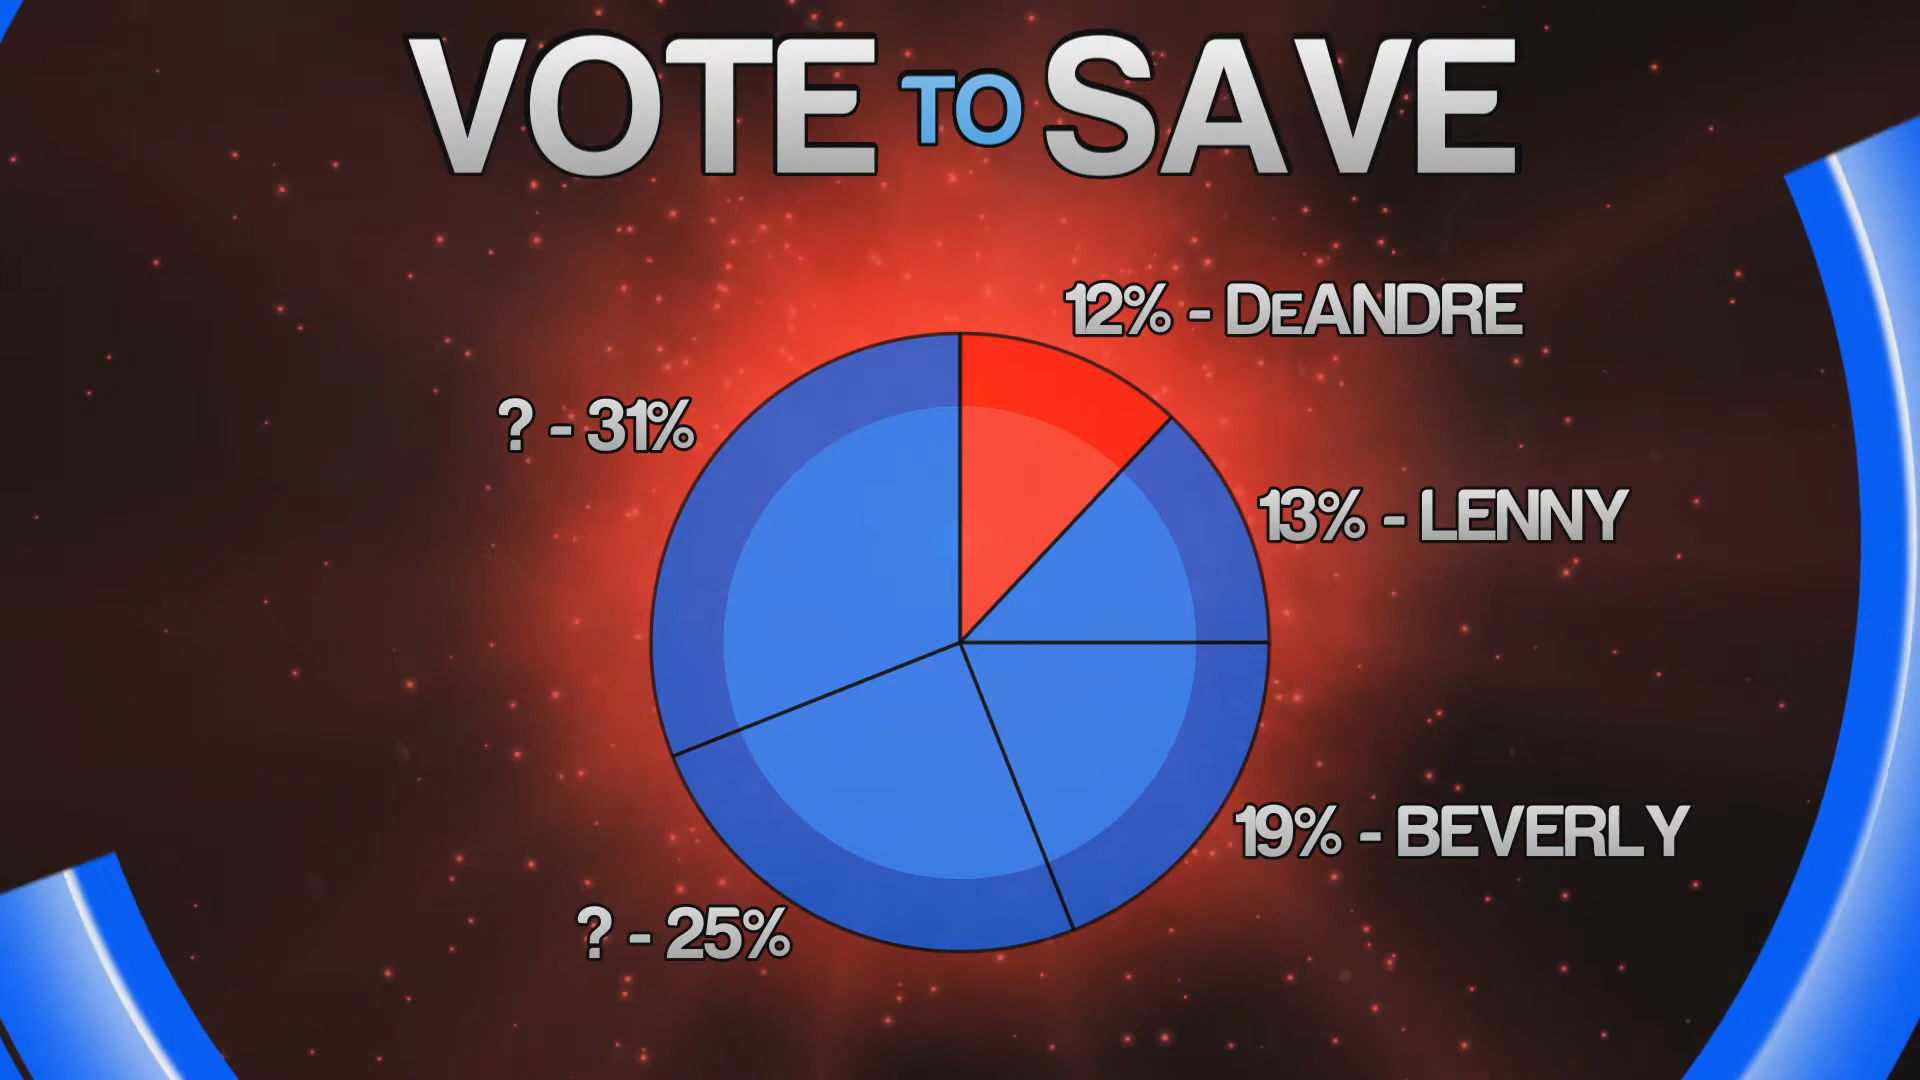 VOTE TO SAVE
12% - DeANDRE
? - 31%
13% - LENNY
19% - BEVERLY
? - 25%